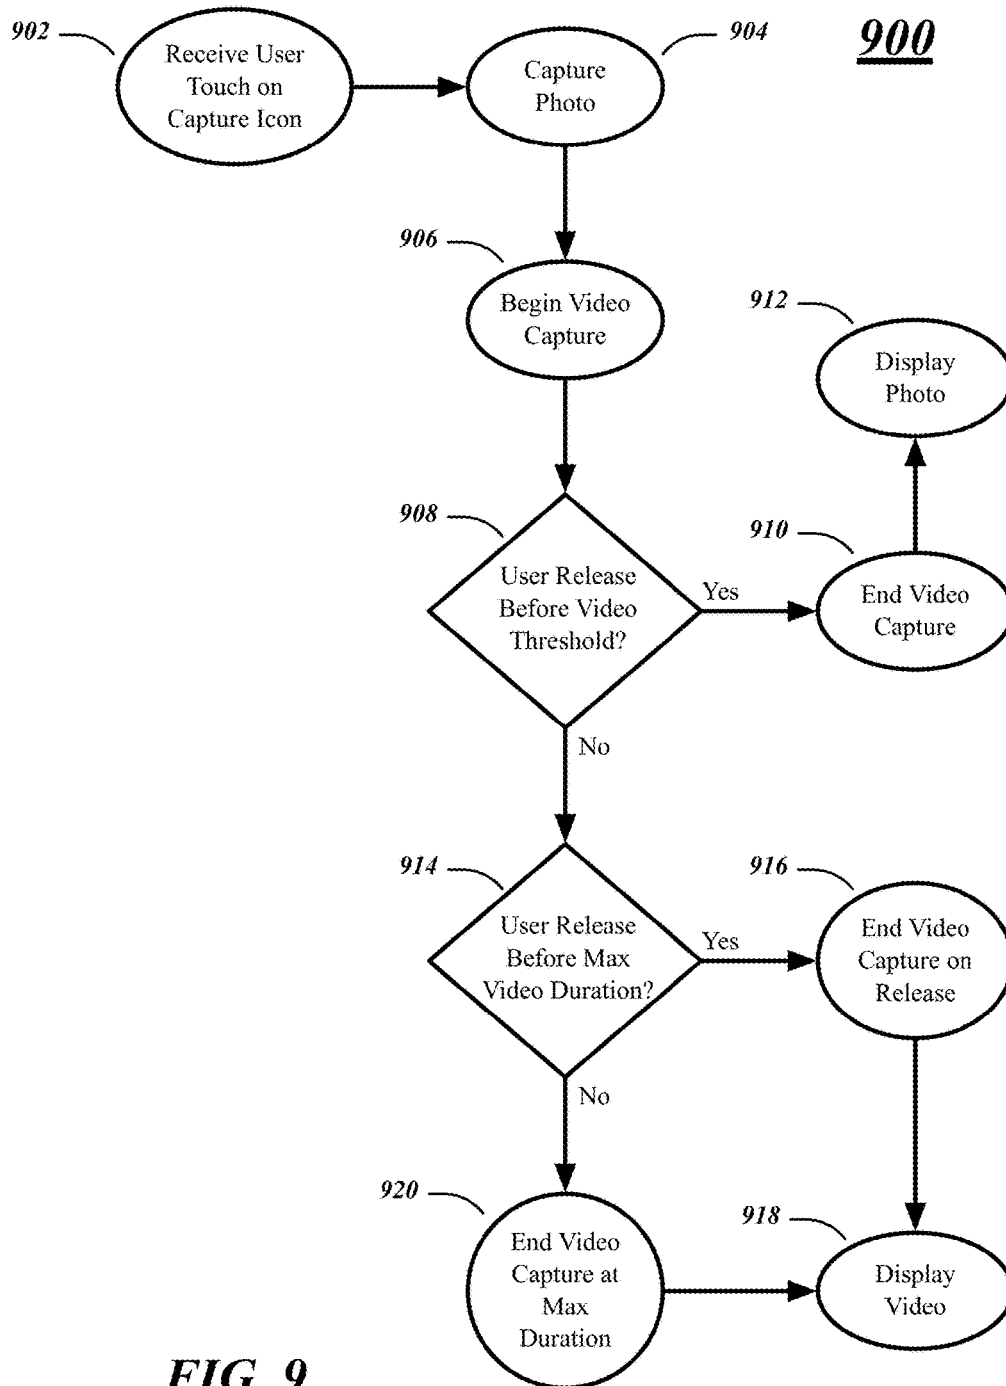 902
Receive User
Touch on
Capture Icon
904
Capture
Photo
900
906
Begin Video
Capture
912
Display
Photo
908
User Release
Before Video
Threshold?
Yes
910
End Video
Capture
No
914
User Release
Before Max
Video Duration?
Yes
916
End Video
Capture on
Release
No
920
End Video
Capture at
Max
Duration
918
Display
Video
FIG. 9